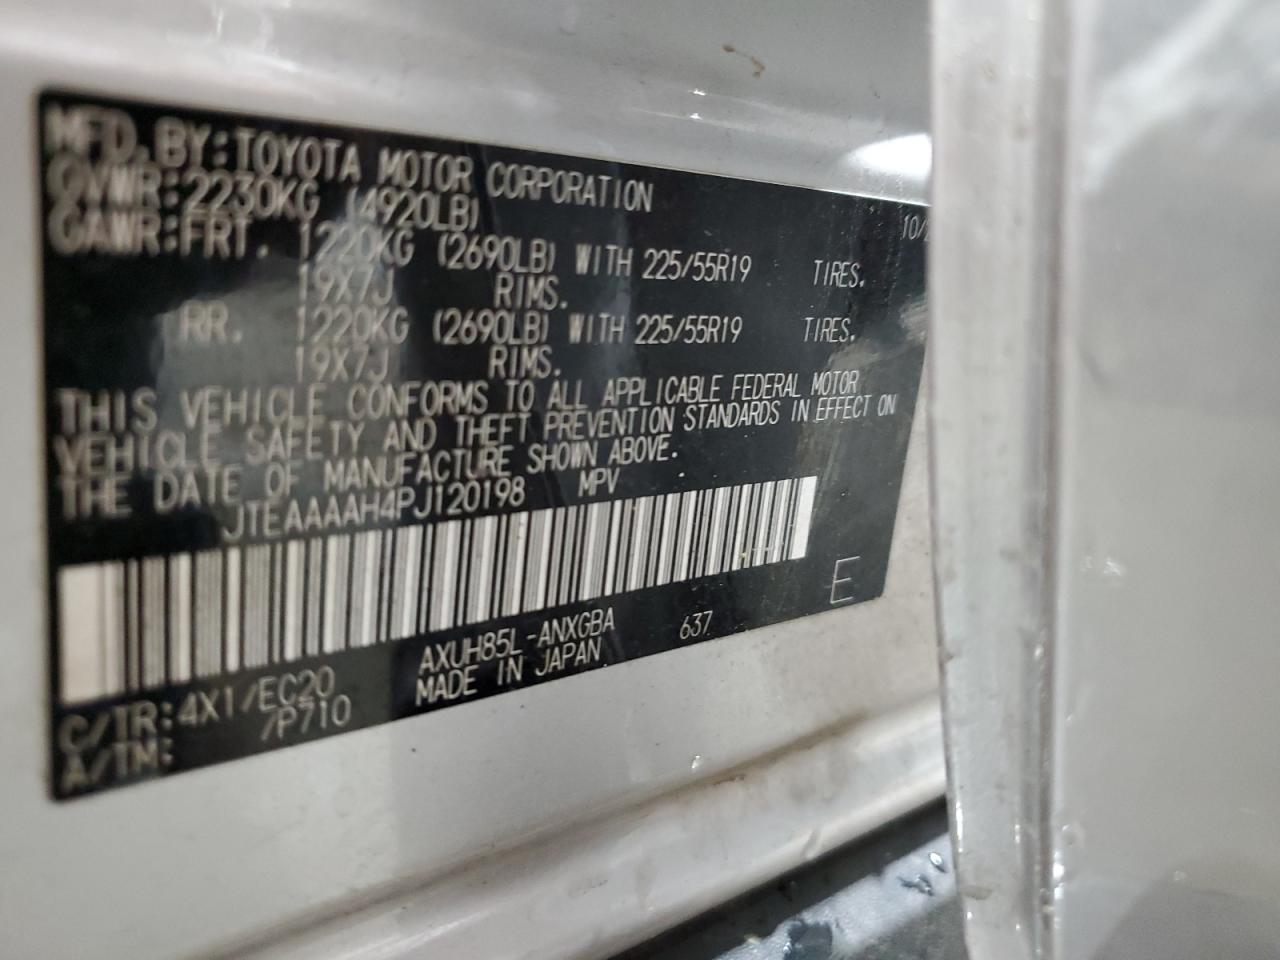 MFD.BY:TOYOTA MOTOR CORPORATION 10/2
GVWR:2230KG (4920LB)
GAWR:FRT. 1220KG (2690LB) WITH 225/55R19 TIRES.
19X7J RIMS.
RR. 1220KG (2690LB) WITH 225/55R19 TIRES.
19X7J RIMS.
THIS VEHICLE CONFORMS TO ALL APPLICABLE FEDERAL MOTOR
VEHICLE SAFETY AND THEFT PREVENTION STANDARDS IN EFFECT ON
THE DATE OF MANUFACTURE SHOWN ABOVE.
JTEAAAAH4PJ120198 MPV
E
AXUH85L-ANXGBA 637
C/TR:4X1/EC20 MADE IN JAPAN
A/TM: /P710